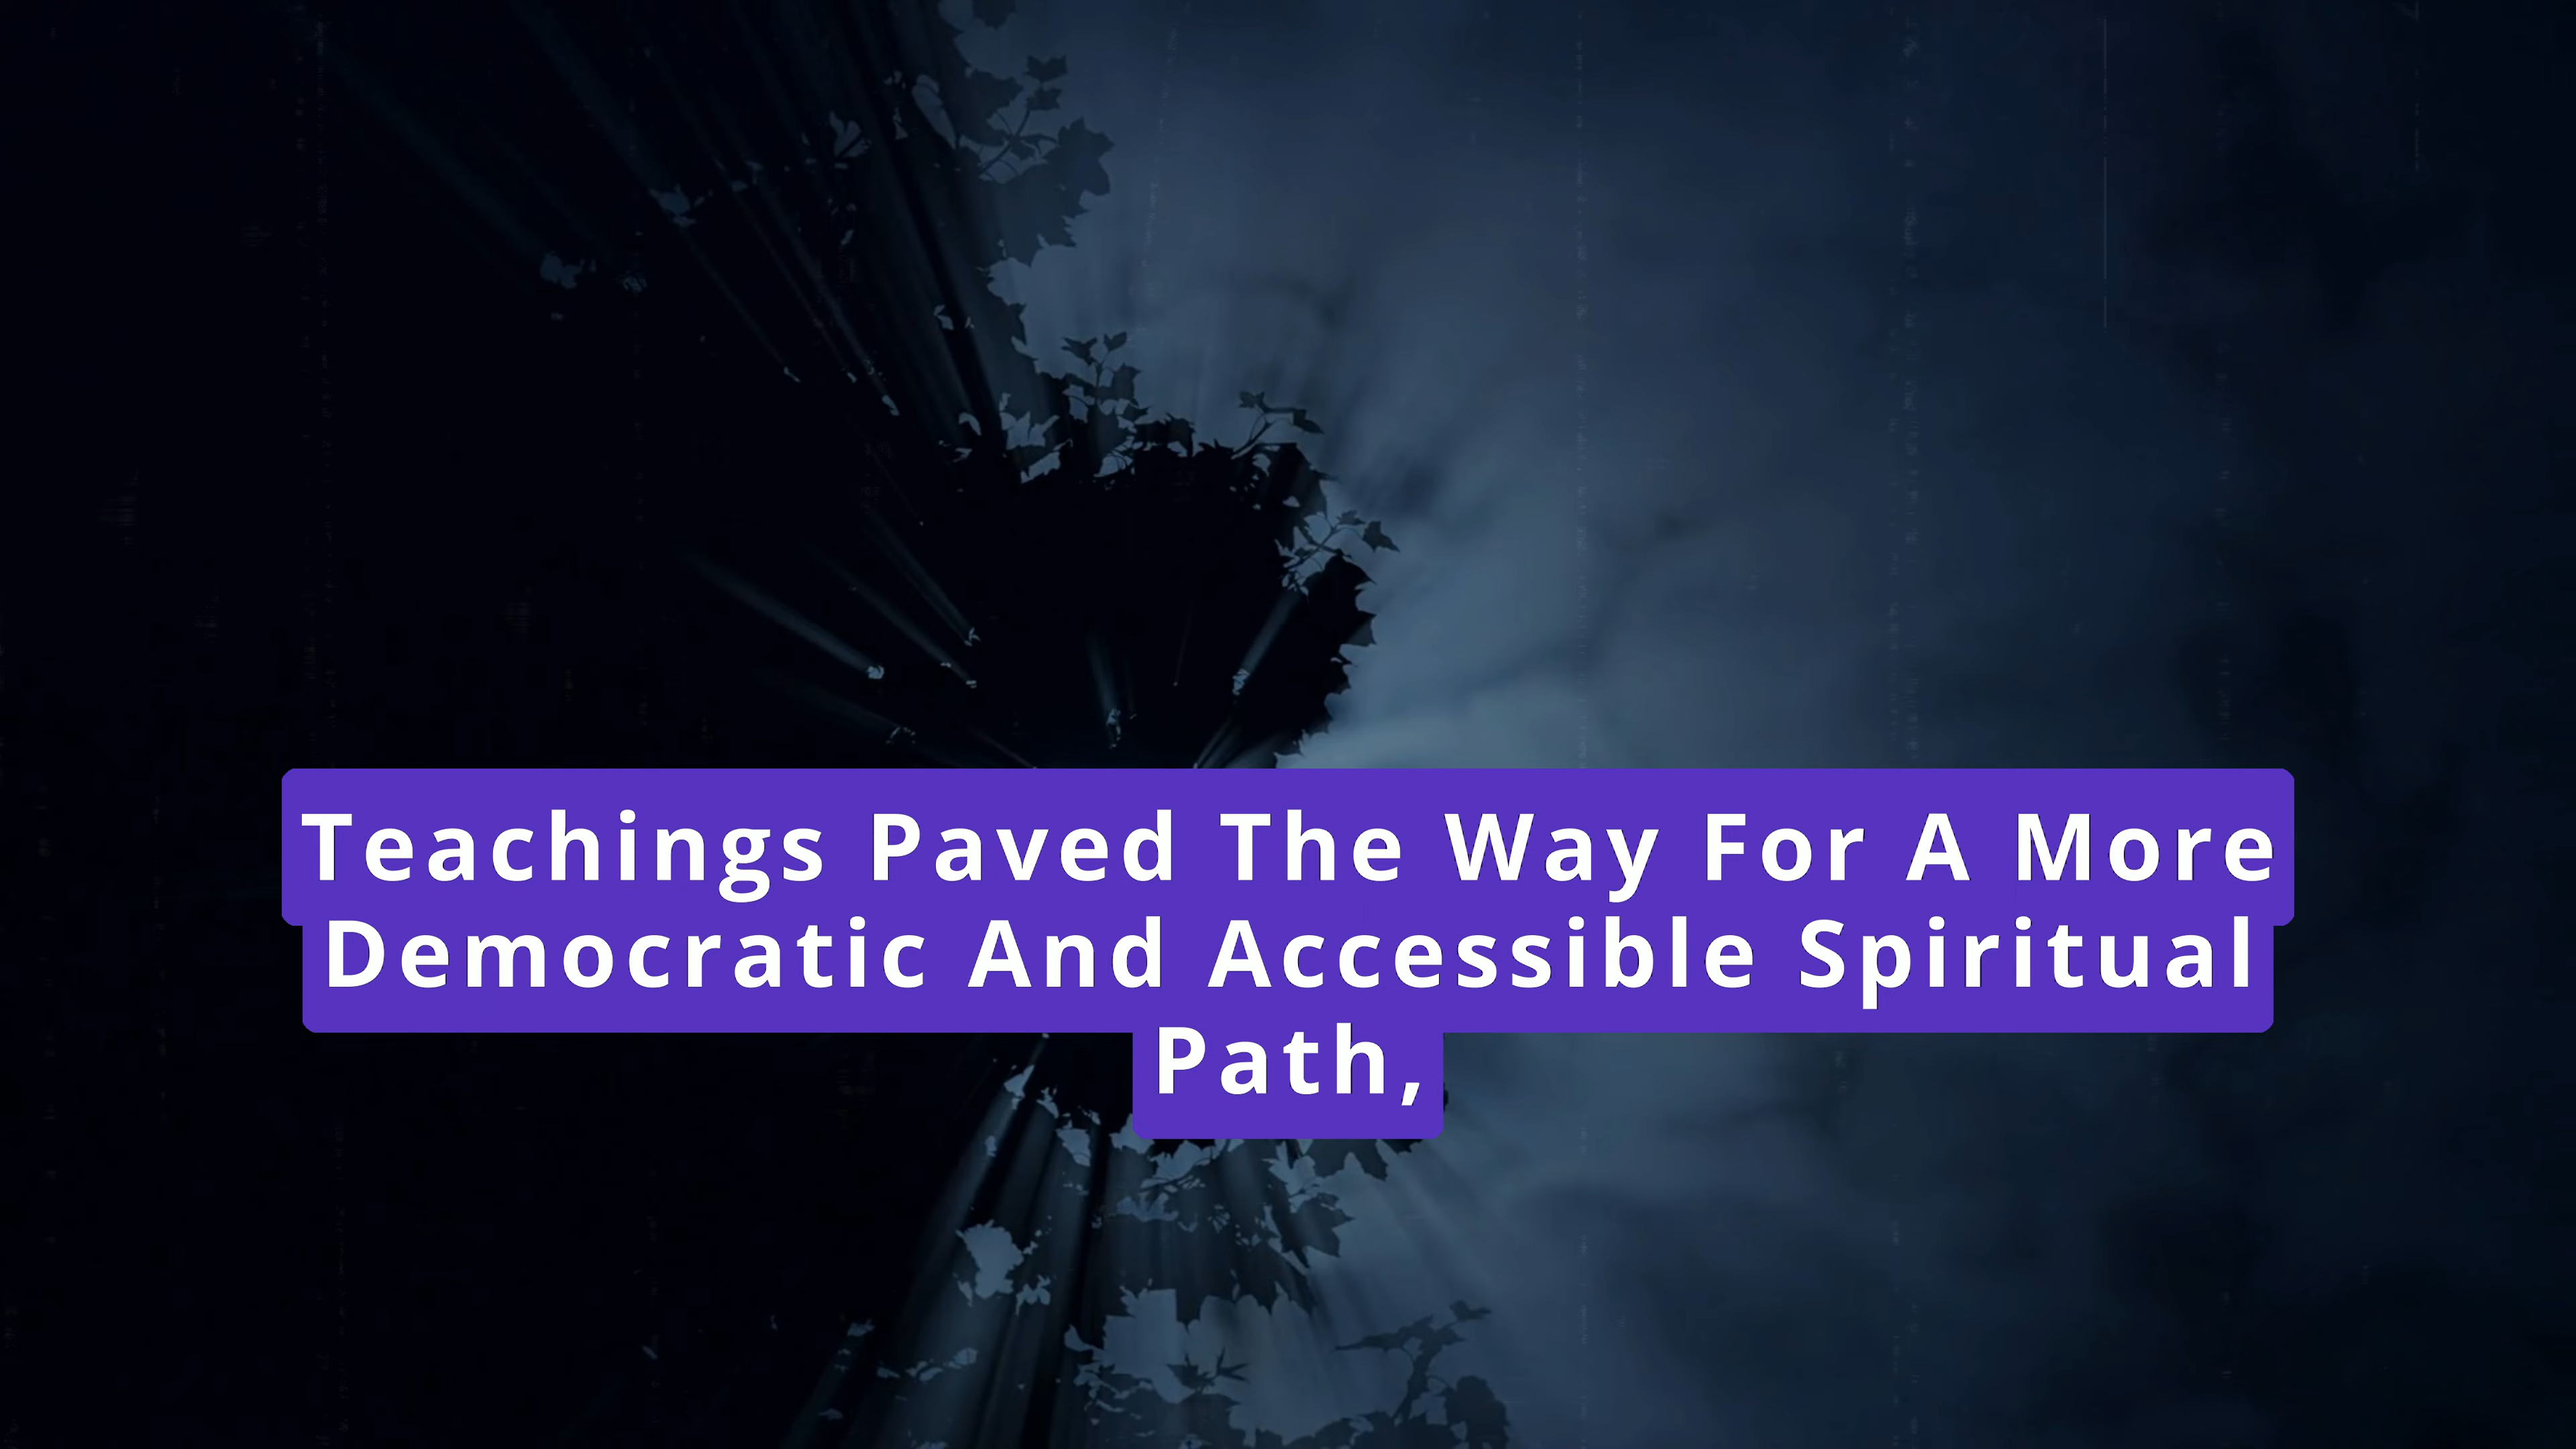 Teachings Paved The Way For A More
Democratic And Accessible Spiritual
Path,